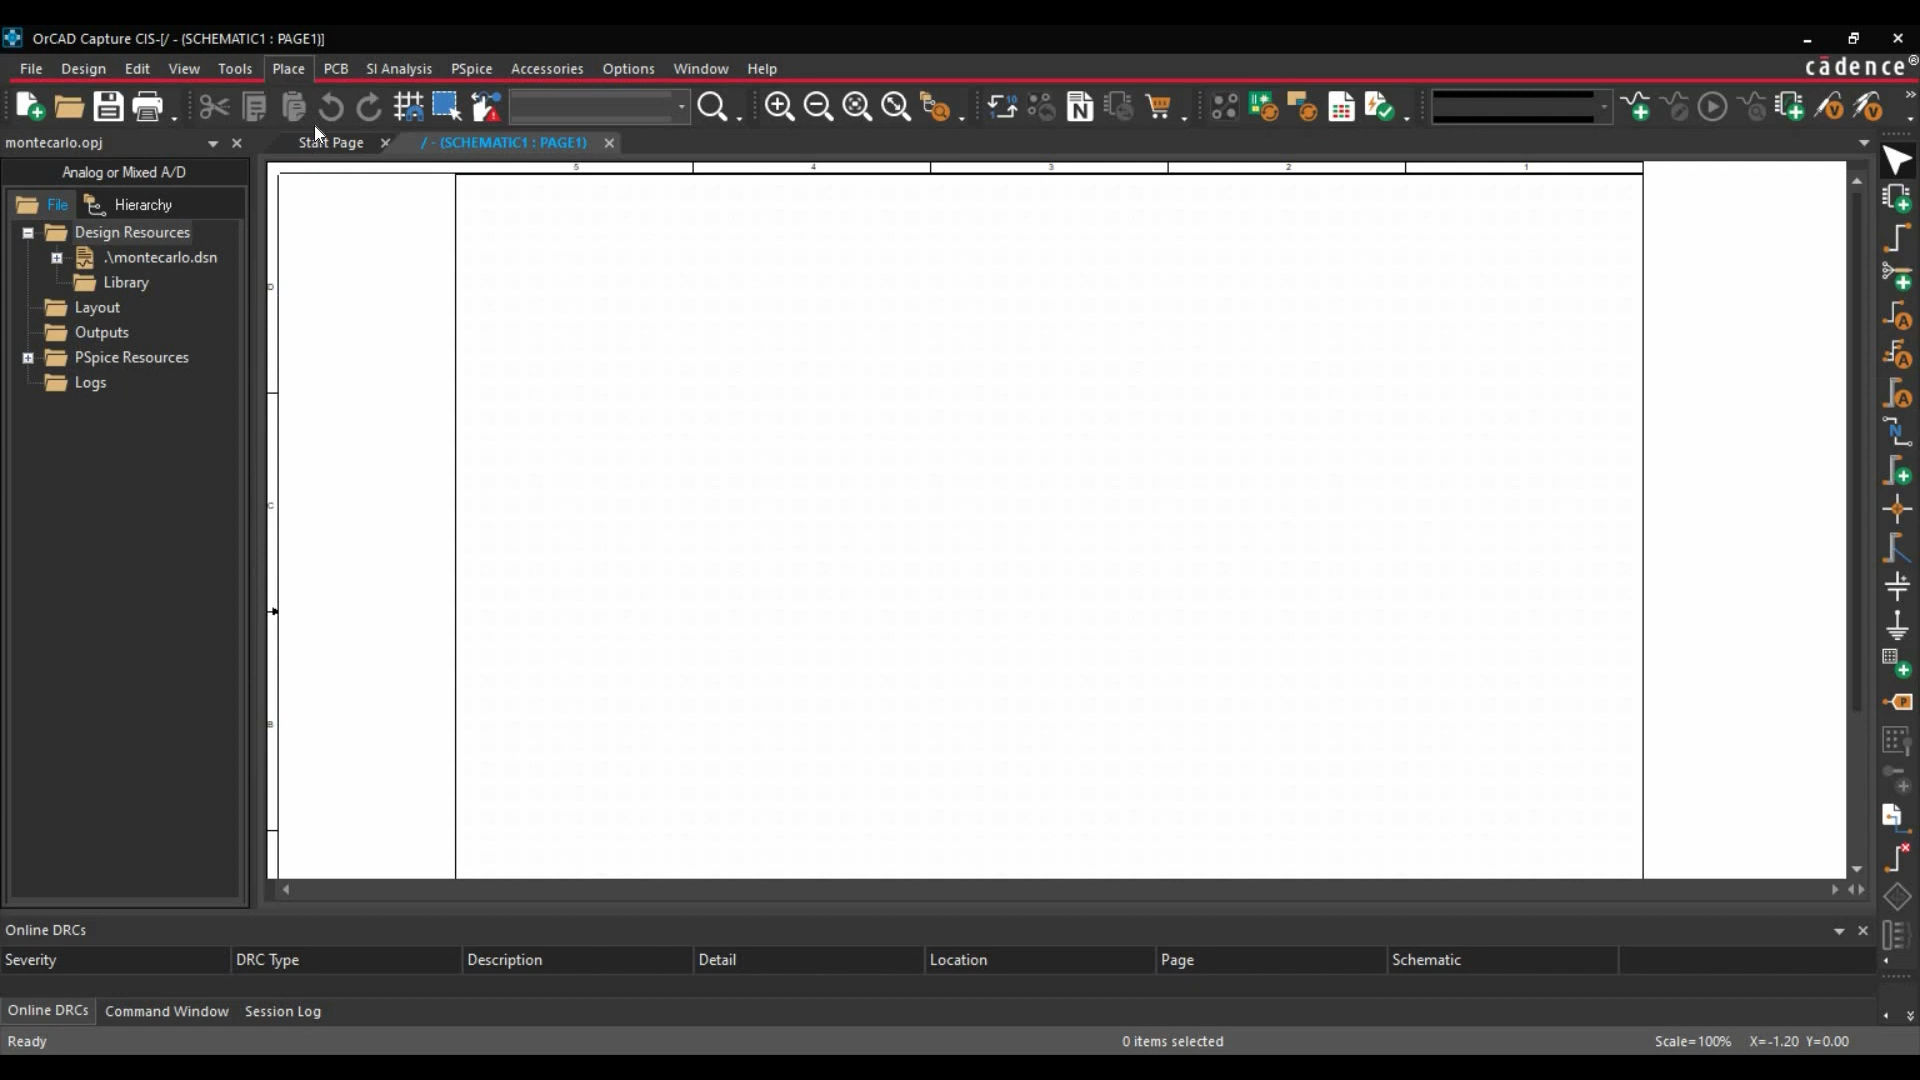 OrCAD Capture CIS-[/ - (SCHEMATIC1 : PAGE1)]
File Design Edit View Tools Place PCB SI Analysis PSpice Accessories Options Window Help
cādence®
montecarlo.opj
Start Page
/ - (SCHEMATIC1 : PAGE1)
Analog or Mixed A/D
File
Hierarchy
Design Resources
.\montecarlo.dsn
Library
Layout
Outputs
PSpice Resources
Logs
5 4 3 2 1
D
C
B
Online DRCs
Severity DRC Type Description Detail Location Page Schematic
Online DRCs Command Window Session Log
Ready 0 items selected Scale=100% X=-1.20 Y=0.00